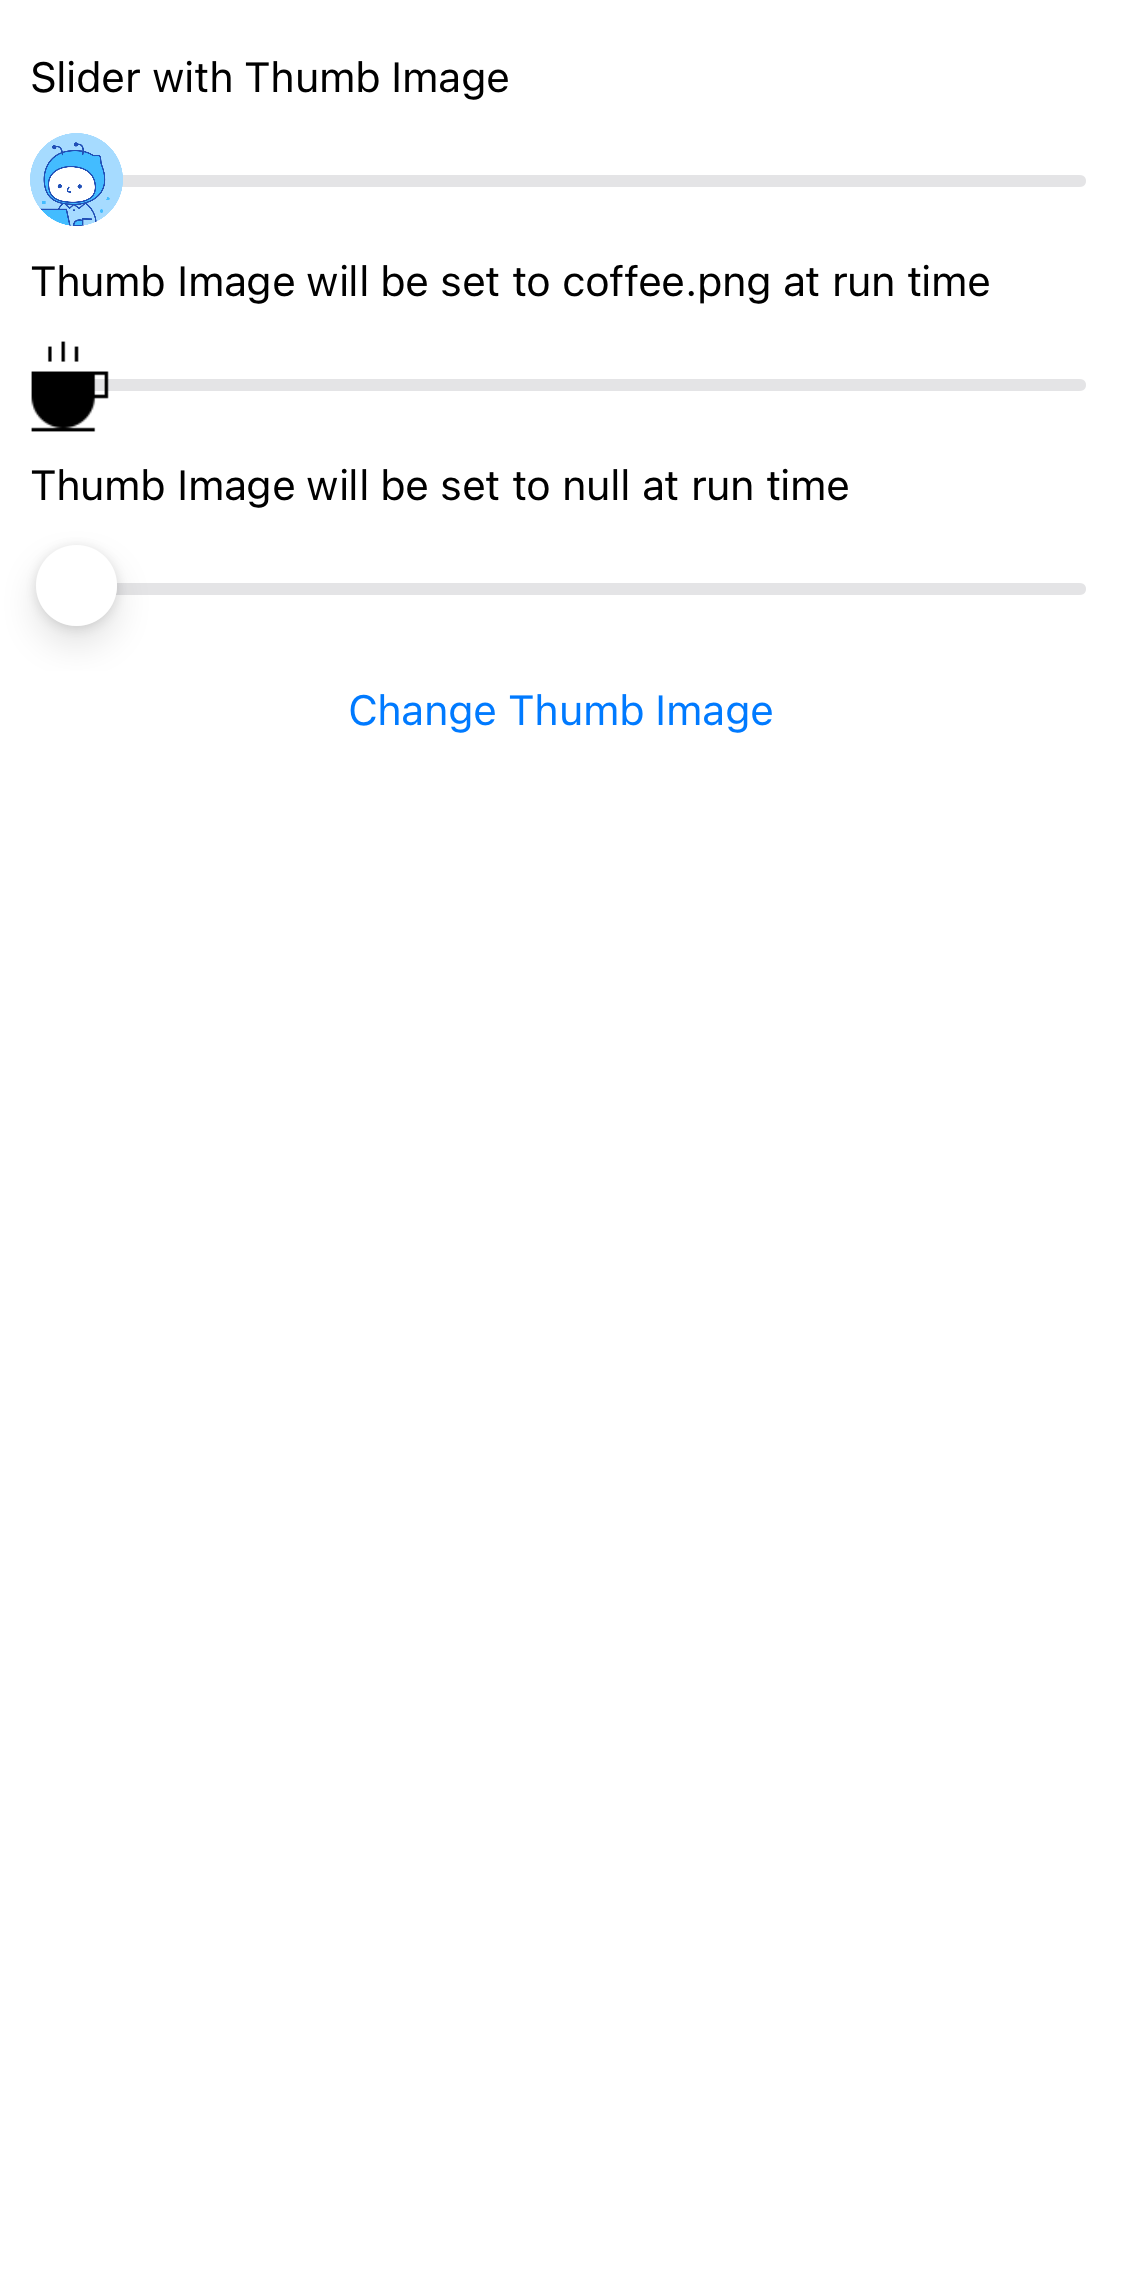 Slider with Thumb Image
Thumb Image will be set to coffee.png at run time
Thumb Image will be set to null at run time
Change Thumb Image